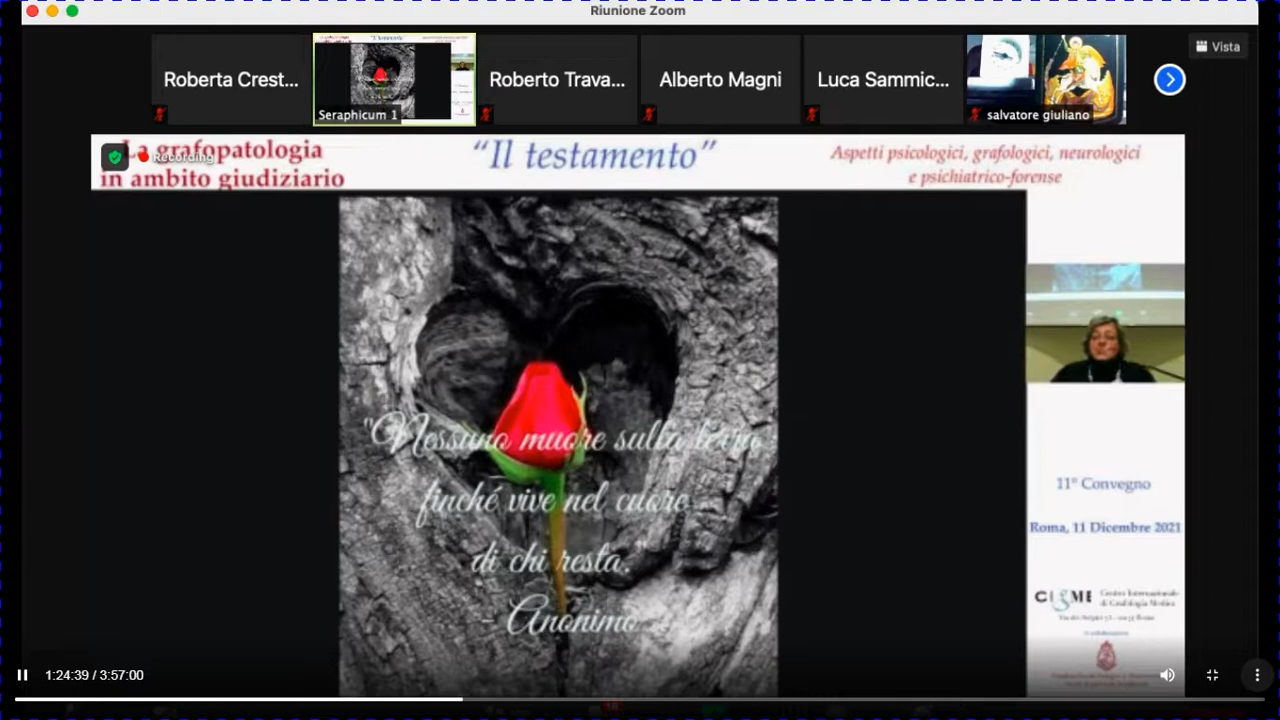 Riunione Zoom
Vista
Roberta Crest...
Seraphicum 1
Roberto Trava...
Alberto Magni
Luca Sammic...
salvatore giuliano
La grafopatologia
in ambito giudiziario
Recording
“Il testamento”
Aspetti psicologici, grafologici, neurologici
e psichiatrico-forense
"Nessuno muore sulla terra
finché vive nel cuore
di chi resta."
- Anonimo -
11° Convegno
Roma, 11 Dicembre 2021
CISME
Centro Internazionale
di Grafologia Medica
1:24:39 / 3:57:00